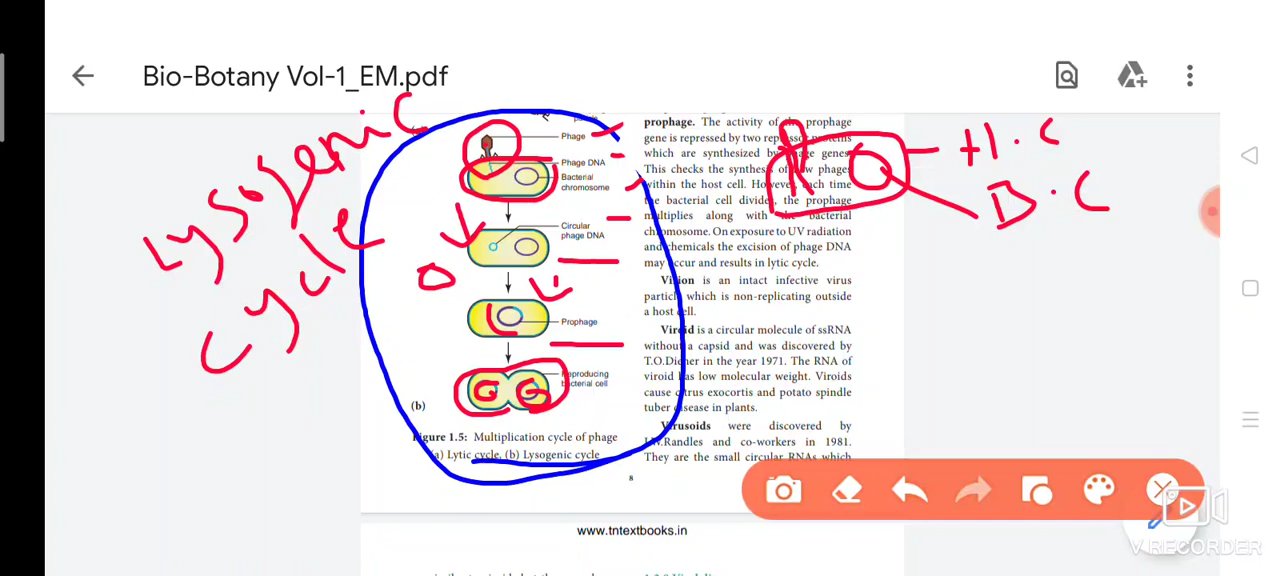 Bio-Botany Vol-1_EM.pdf
Lysogenic
cycle
Phage
Phage DNA
Bacterial
chromosome
Circular
phage DNA
Prophage
Reproducing
bacterial cell
(b)
Figure 1.5: Multiplication cycle of phage
(a) Lytic cycle, (b) Lysogenic cycle
prophage. The activity of the prophage
gene is repressed by two repressor proteins
which are synthesized by phage genes.
This checks the synthesis of new phages
within the host cell. However, each time
the bacterial cell divides, the prophage
multiplies along with the bacterial
chromosome. On exposure to UV radiation
and chemicals the excision of phage DNA
may occur and results in lytic cycle.
Virion is an intact infective virus
particle which is non-replicating outside
a host cell.
Viroid is a circular molecule of ssRNA
without a capsid and was discovered by
T.O.Diener in the year 1971. The RNA of
viroid has low molecular weight. Viroids
cause citrus exocortis and potato spindle
tuber disease in plants.
Virusoids were discovered by
J.W.Randles and co-workers in 1981.
They are the small circular RNAs which
H.C
B.C
8
www.tntextbooks.in
V RECORDER